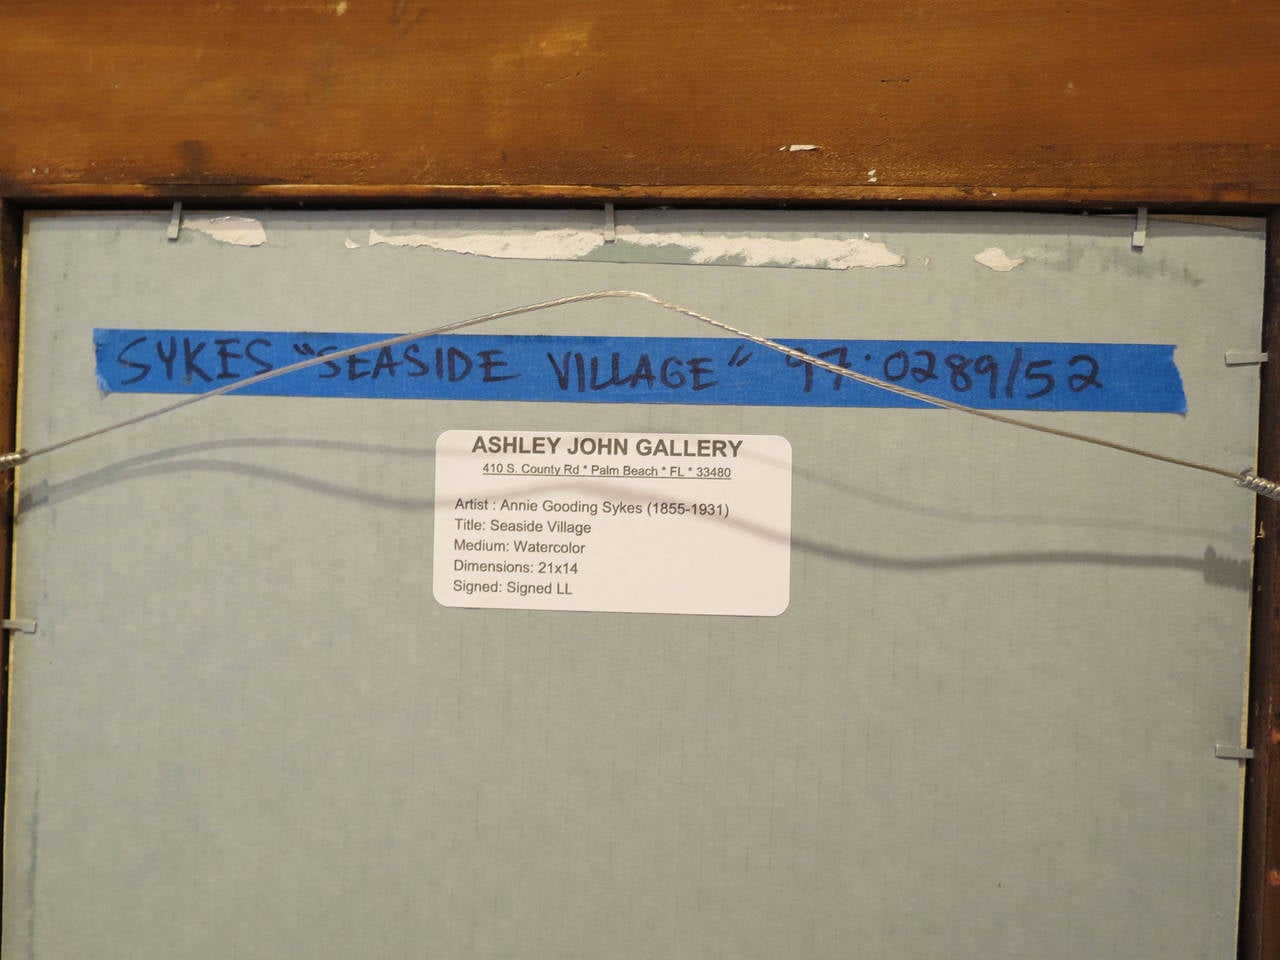 SYKES "SEASIDE VILLAGE" 97.0289/52
ASHLEY JOHN GALLERY
410 S. County Rd * Palm Beach * FL * 33480
Artist : Annie Gooding Sykes (1855-1931)
Title: Seaside Village
Medium: Watercolor
Dimensions: 21x14
Signed: Signed LL